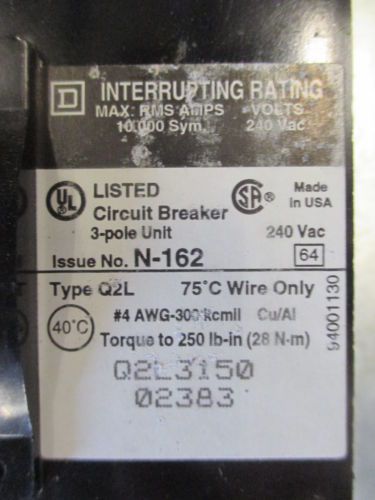 D INTERRUPTING RATING
MAX. RMS AMPS VOLTS
10,000 Sym. 240 Vac
UL LISTED SA ® Made
Circuit Breaker in USA
3-pole Unit 240 Vac
Issue No. N-162 64
Type Q2L 75°C Wire Only
40°C #4 AWG-300 kcmil Cu/Al
Torque to 250 lb-in (28 N·m)
94001130
Q2L3150
02383